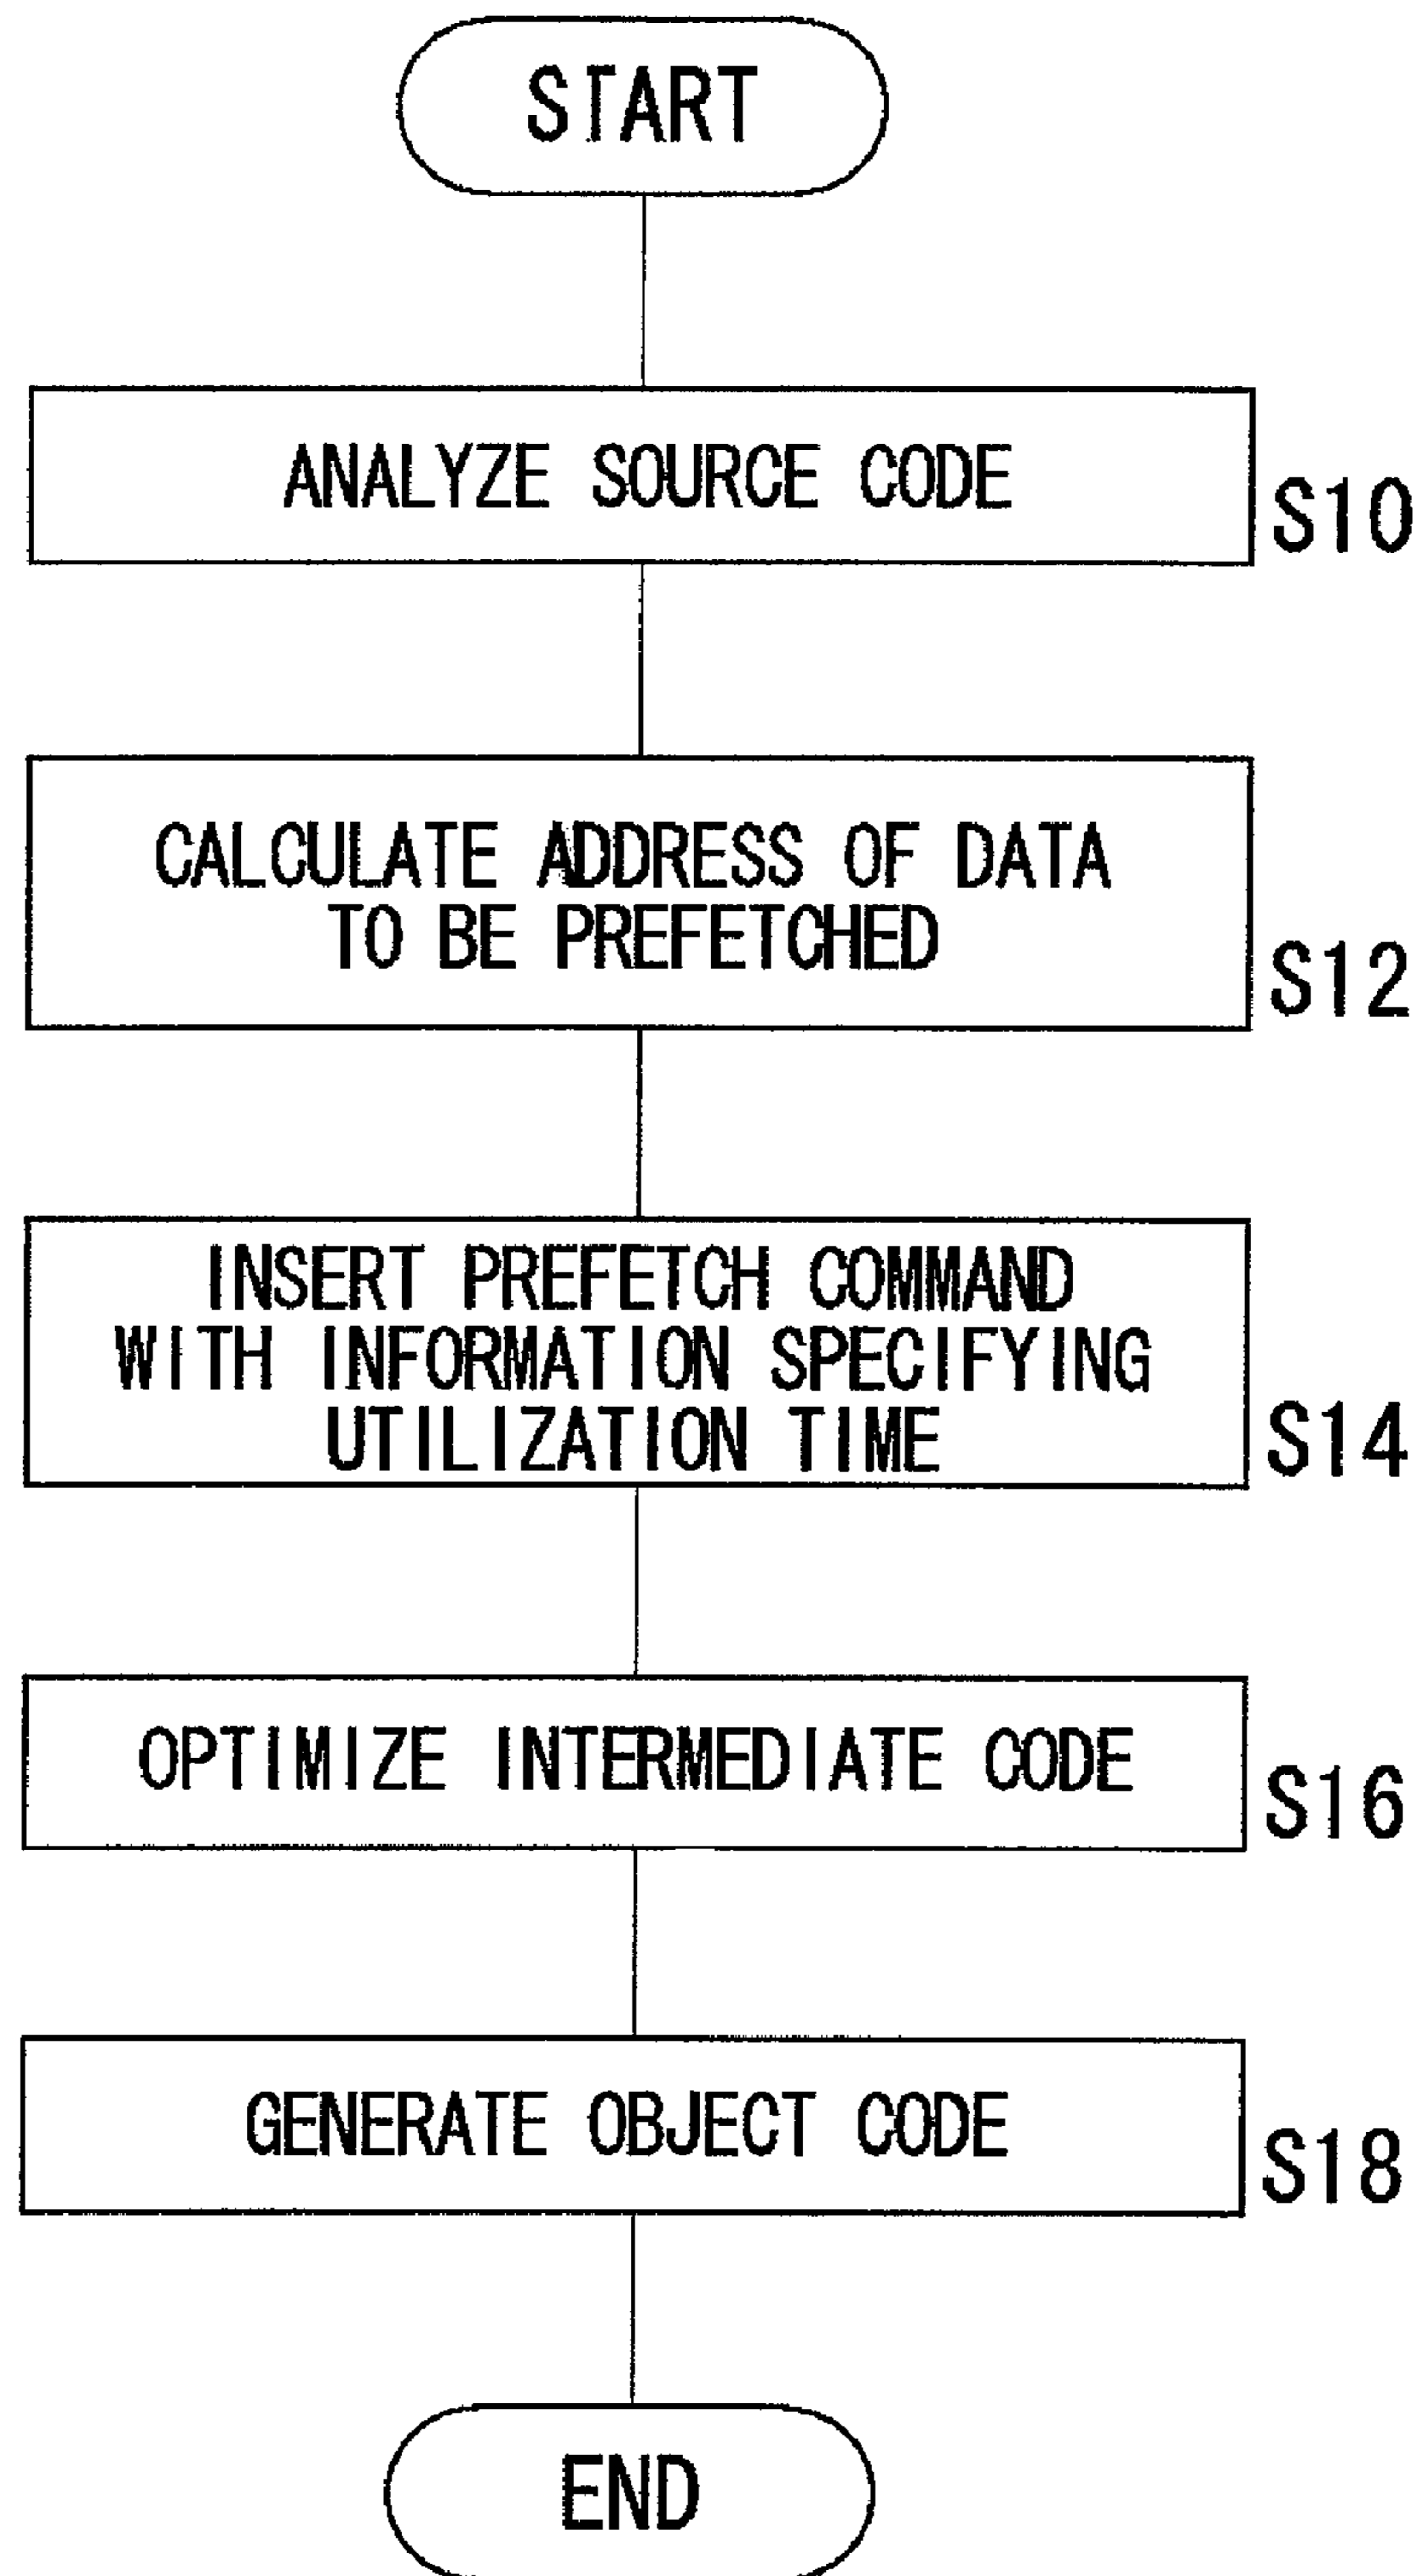 START
ANALYZE SOURCE CODE
S10
CALCULATE ADDRESS OF DATA
TO BE PREFETCHED
S12
INSERT PREFETCH COMMAND
WITH INFORMATION SPECIFYING
UTILIZATION TIME
S14
OPTIMIZE INTERMEDIATE CODE
S16
GENERATE OBJECT CODE
S18
END